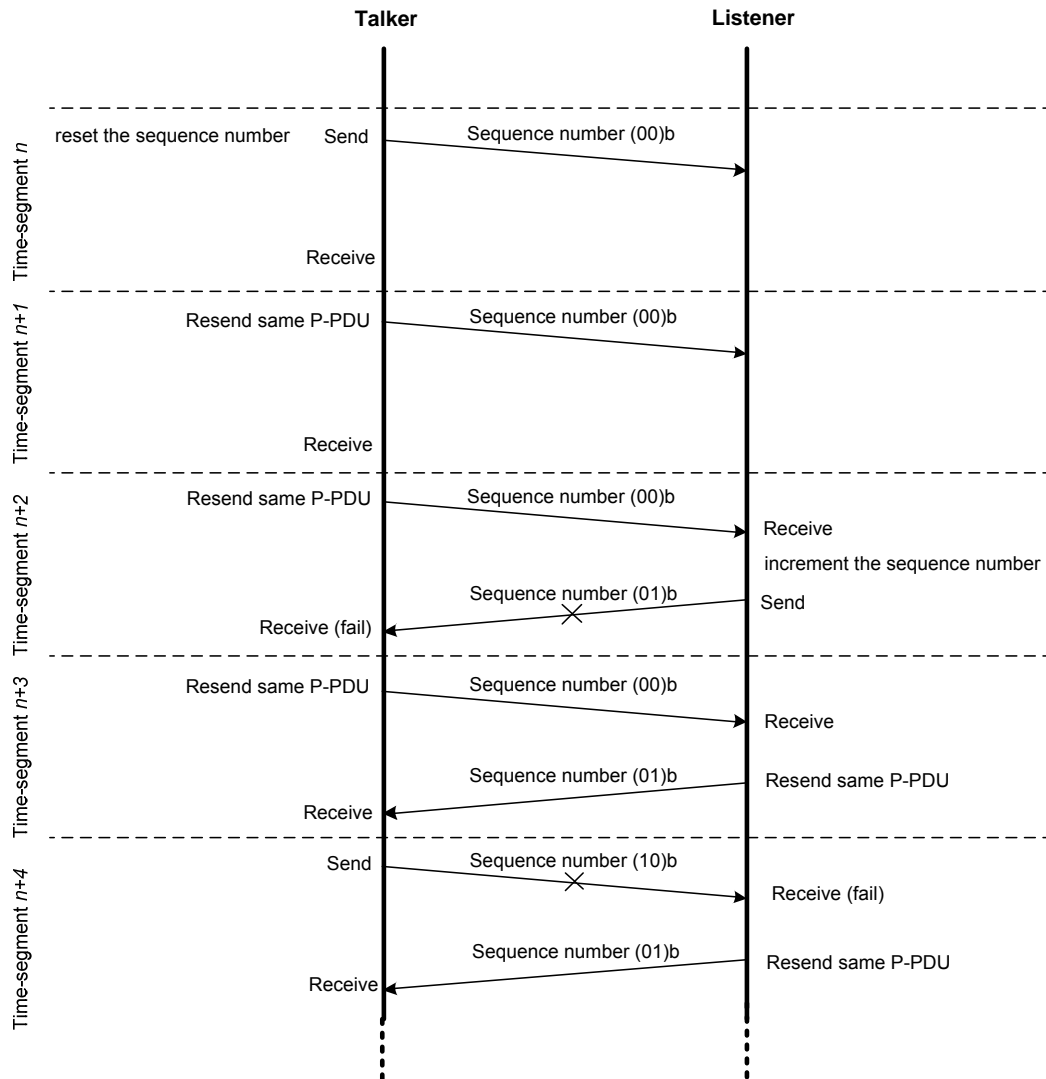 Talker
Listener
Time-segment n
reset the sequence number
Send
Sequence number (00)b
Receive
Time-segment n+1
Resend same P-PDU
Sequence number (00)b
Receive
Time-segment n+2
Resend same P-PDU
Sequence number (00)b
Receive
increment the sequence number
Sequence number (01)b
Send
Receive (fail)
Time-segment n+3
Resend same P-PDU
Sequence number (00)b
Receive
Sequence number (01)b
Resend same P-PDU
Receive
Time-segment n+4
Send
Sequence number (10)b
Receive (fail)
Sequence number (01)b
Resend same P-PDU
Receive